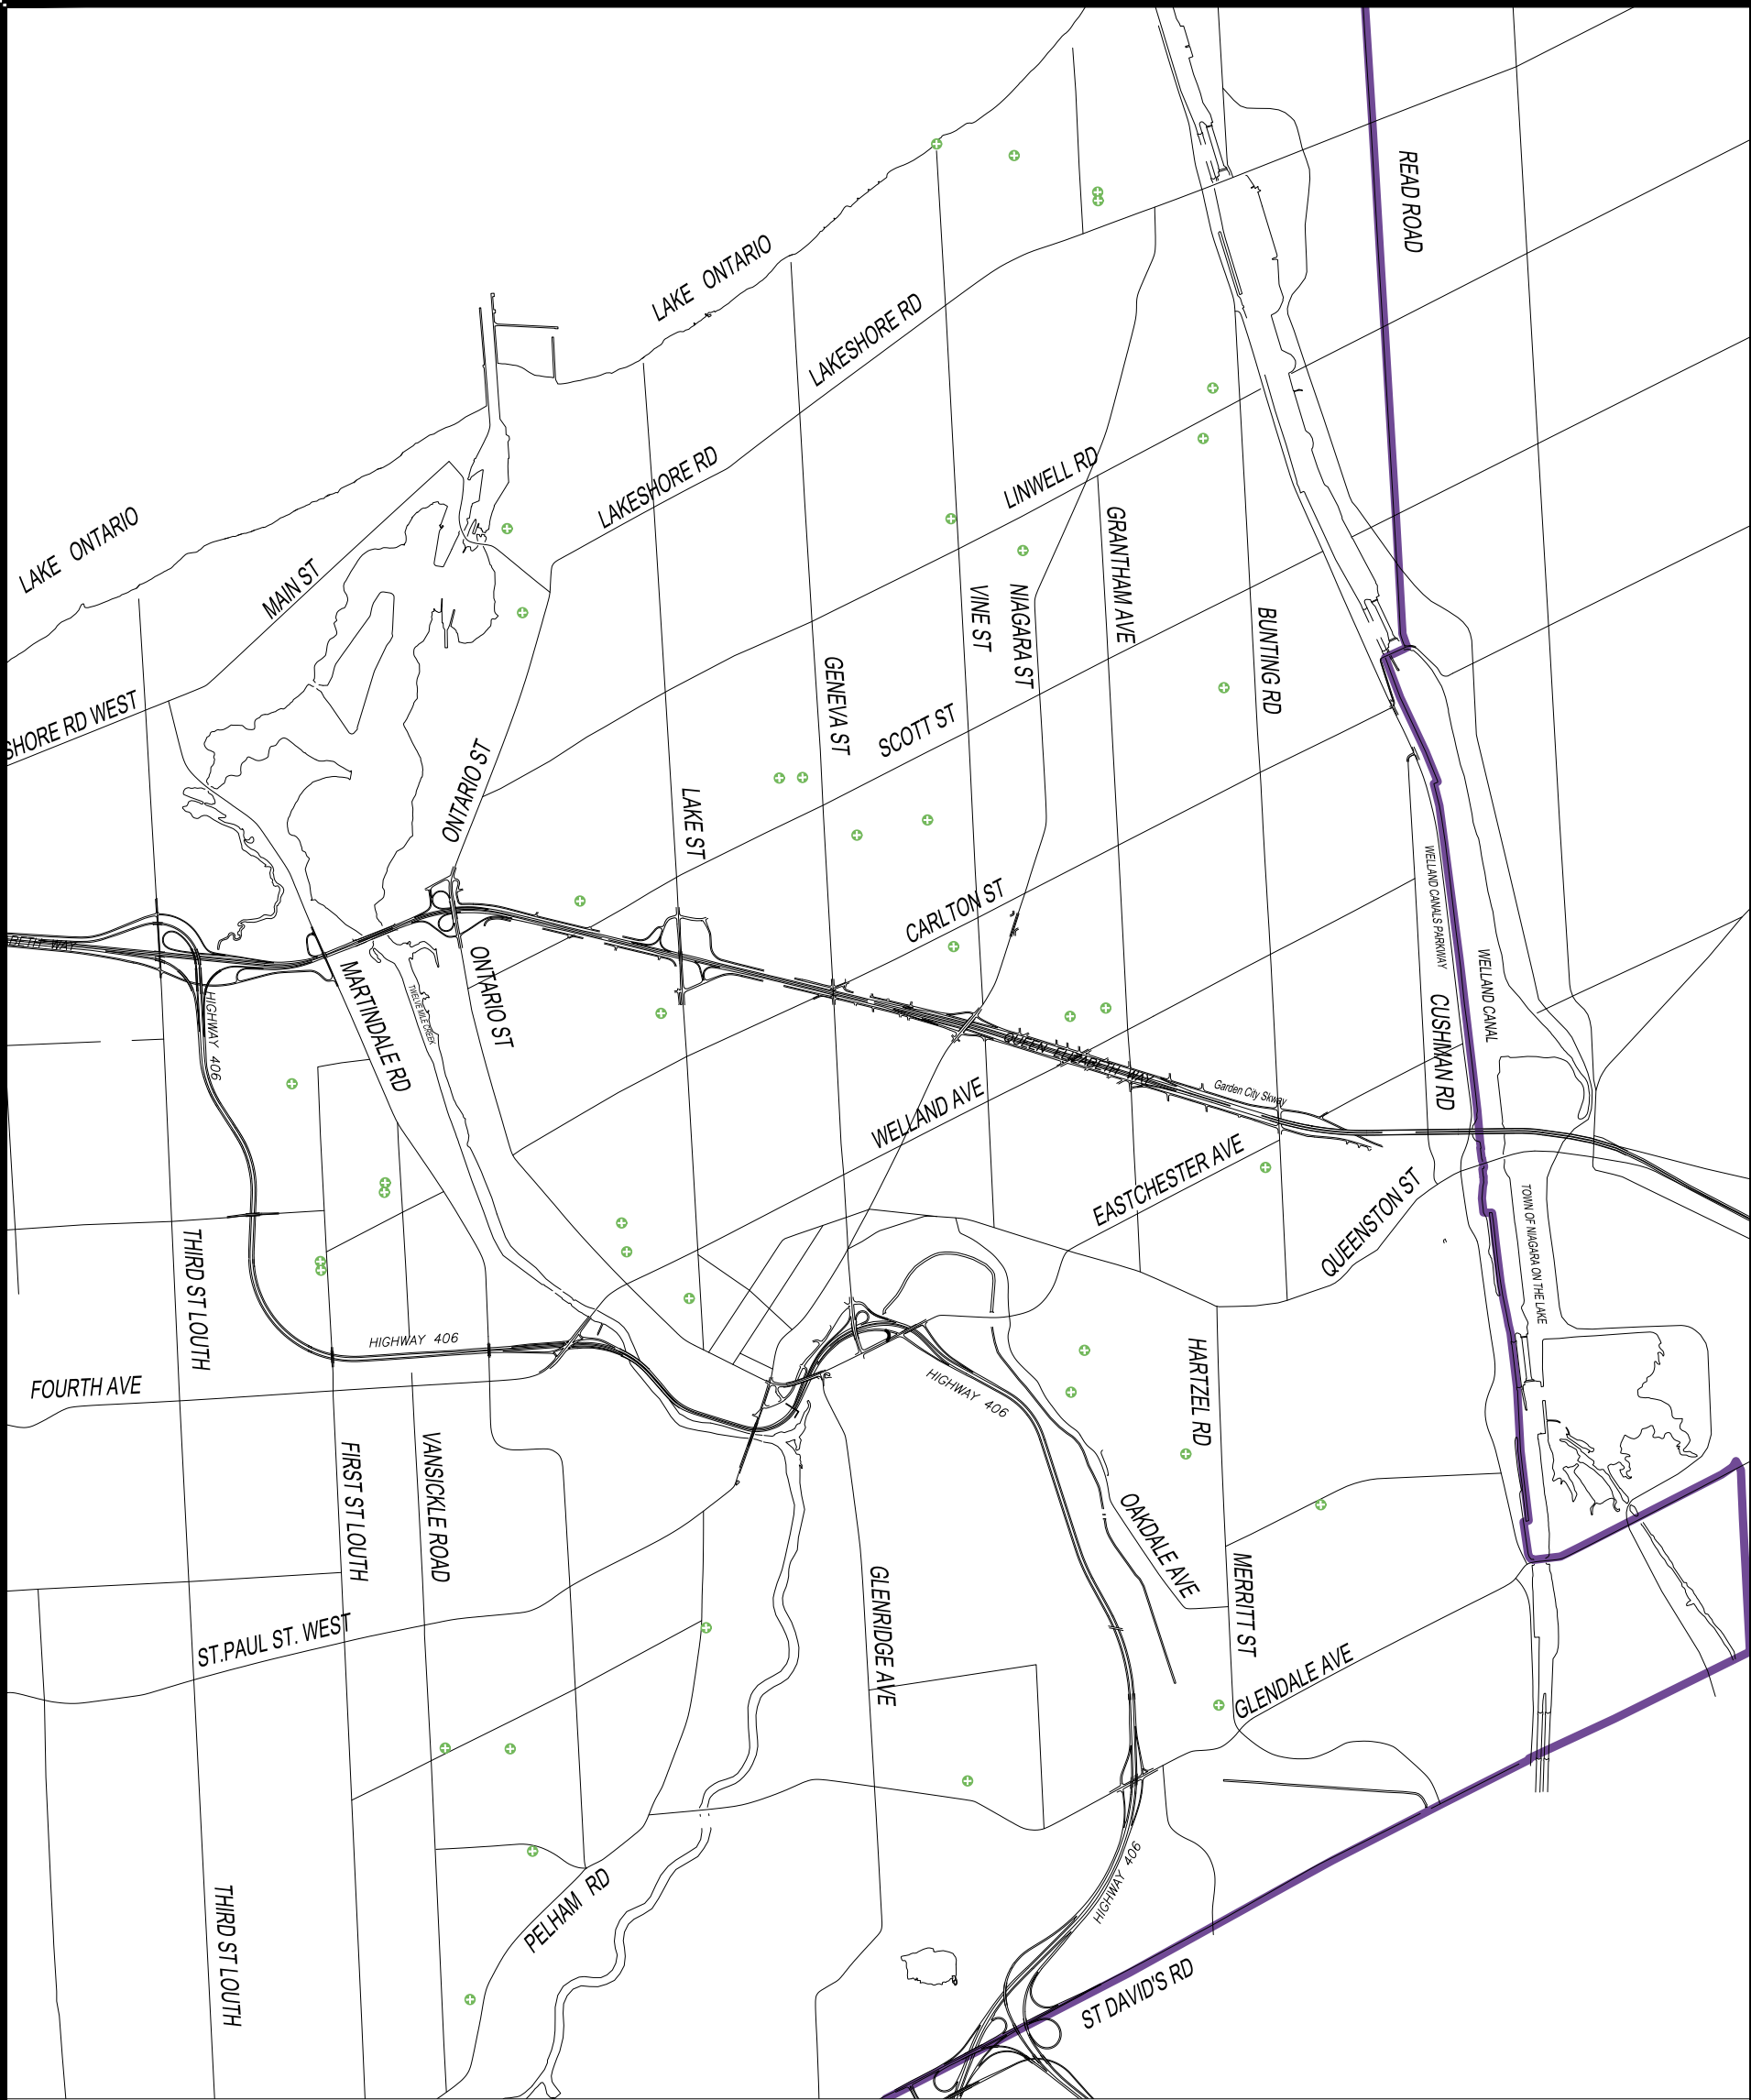 READ ROAD
LAKE ONTARIO
LAKESHORE RD
LAKESHORE RD
LINWELL RD
LAKE ONTARIO
MAIN ST
GRANTHAM AVE
VINE ST
NIAGARA ST
BUNTING RD
GENEVA ST
SHORE RD WEST
SCOTT ST
ONTARIO ST
LAKE ST
WELLAND CANALS PARKWAY
CARLTON ST
WELLAND CANAL
ONTARIO ST
MARTINDALE RD
TWELVE MILE CREEK
HIGHWAY 406
CUSHMAN RD
QUEEN ELIZABETH WAY
Garden City Skway
WELLAND AVE
EASTCHESTER AVE
QUEENSTON ST
TOWN OF NIAGARA ON THE LAKE
THIRD ST LOUTH
HIGHWAY 406
FOURTH AVE
HIGHWAY 406
HARTZEL RD
FIRST ST LOUTH
VANSICKLE ROAD
OAKDALE AVE
GLENRIDGE AVE
MERRITT ST
ST.PAUL ST. WEST
GLENDALE AVE
HIGHWAY 406
PELHAM RD
THIRD ST LOUTH
ST DAVID'S RD